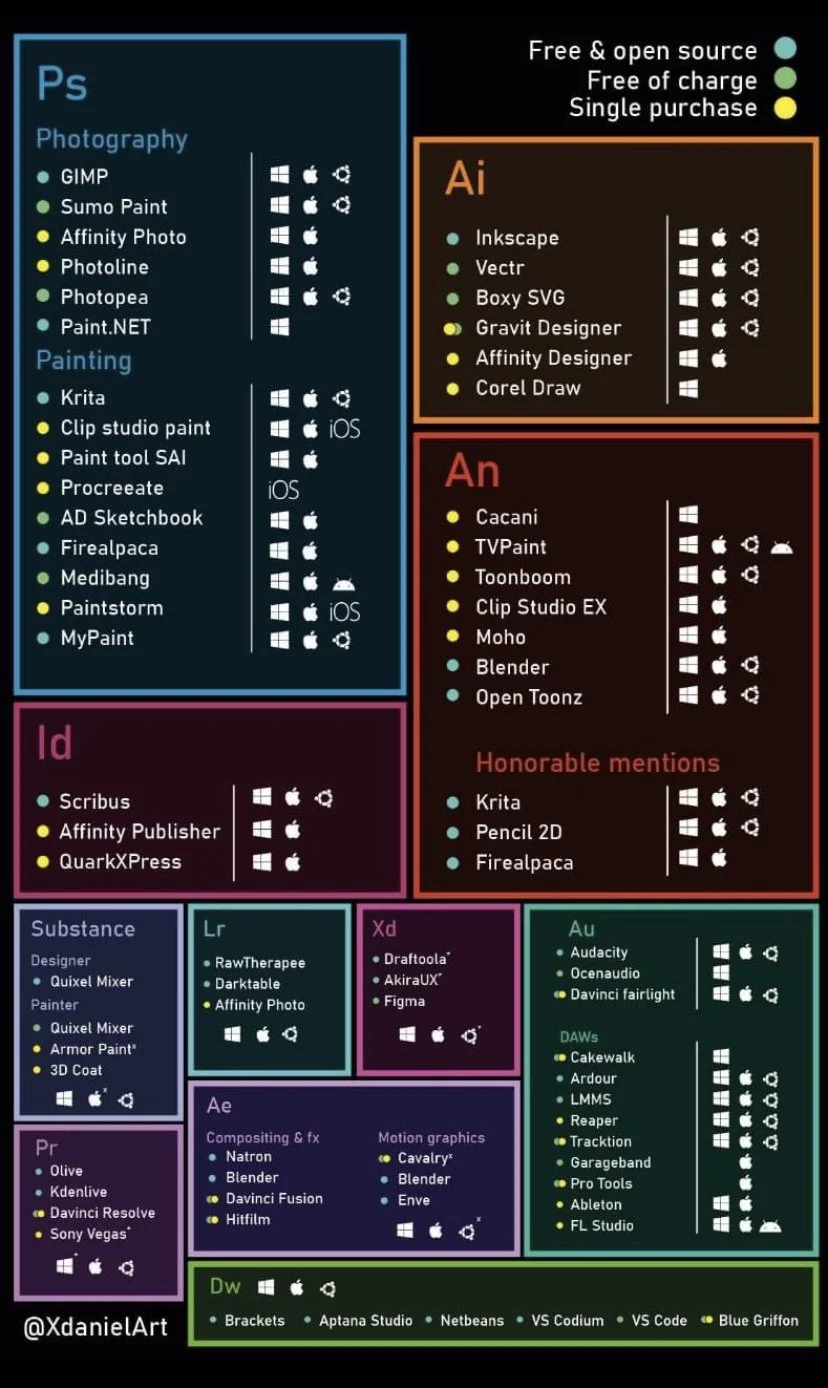 Free & open source
Free of charge
Single purchase
Ps
Photography
GIMP
Sumo Paint
Affinity Photo
Photoline
Photopea
Paint.NET
Painting
Krita
Clip studio paint iOS
Paint tool SAI
Procreeate iOS
AD Sketchbook
Firealpaca
Medibang
Paintstorm iOS
MyPaint
Ai
Inkscape
Vectr
Boxy SVG
Gravit Designer
Affinity Designer
Corel Draw
An
Cacani
TVPaint
Toonboom
Clip Studio EX
Moho
Blender
Open Toonz
Honorable mentions
Krita
Pencil 2D
Firealpaca
Id
Scribus
Affinity Publisher
QuarkXPress
Substance
Designer
Quixel Mixer
Painter
Quixel Mixer
Armor Paintˣ
3D Coat
x
Lr
RawTherapee
Darktable
Affinity Photo
Xd
Draftoola*
AkiraUX*
Figma
*
Au
Audacity
Ocenaudio
Davinci fairlight
DAWs
Cakewalk
Ardour
LMMS
Reaper
Tracktion
Garageband
Pro Tools
Ableton
FL Studio
Pr
Olive
Kdenlive
Davinci Resolve
Sony Vegas*
*
Ae
Compositing & fx
Natron
Blender
Davinci Fusion
Hitfilm
Motion graphics
Cavalryˣ
Blender
Enve
x
Dw
Brackets Aptana Studio Netbeans VS Codium VS Code Blue Griffon
@XdanielArt